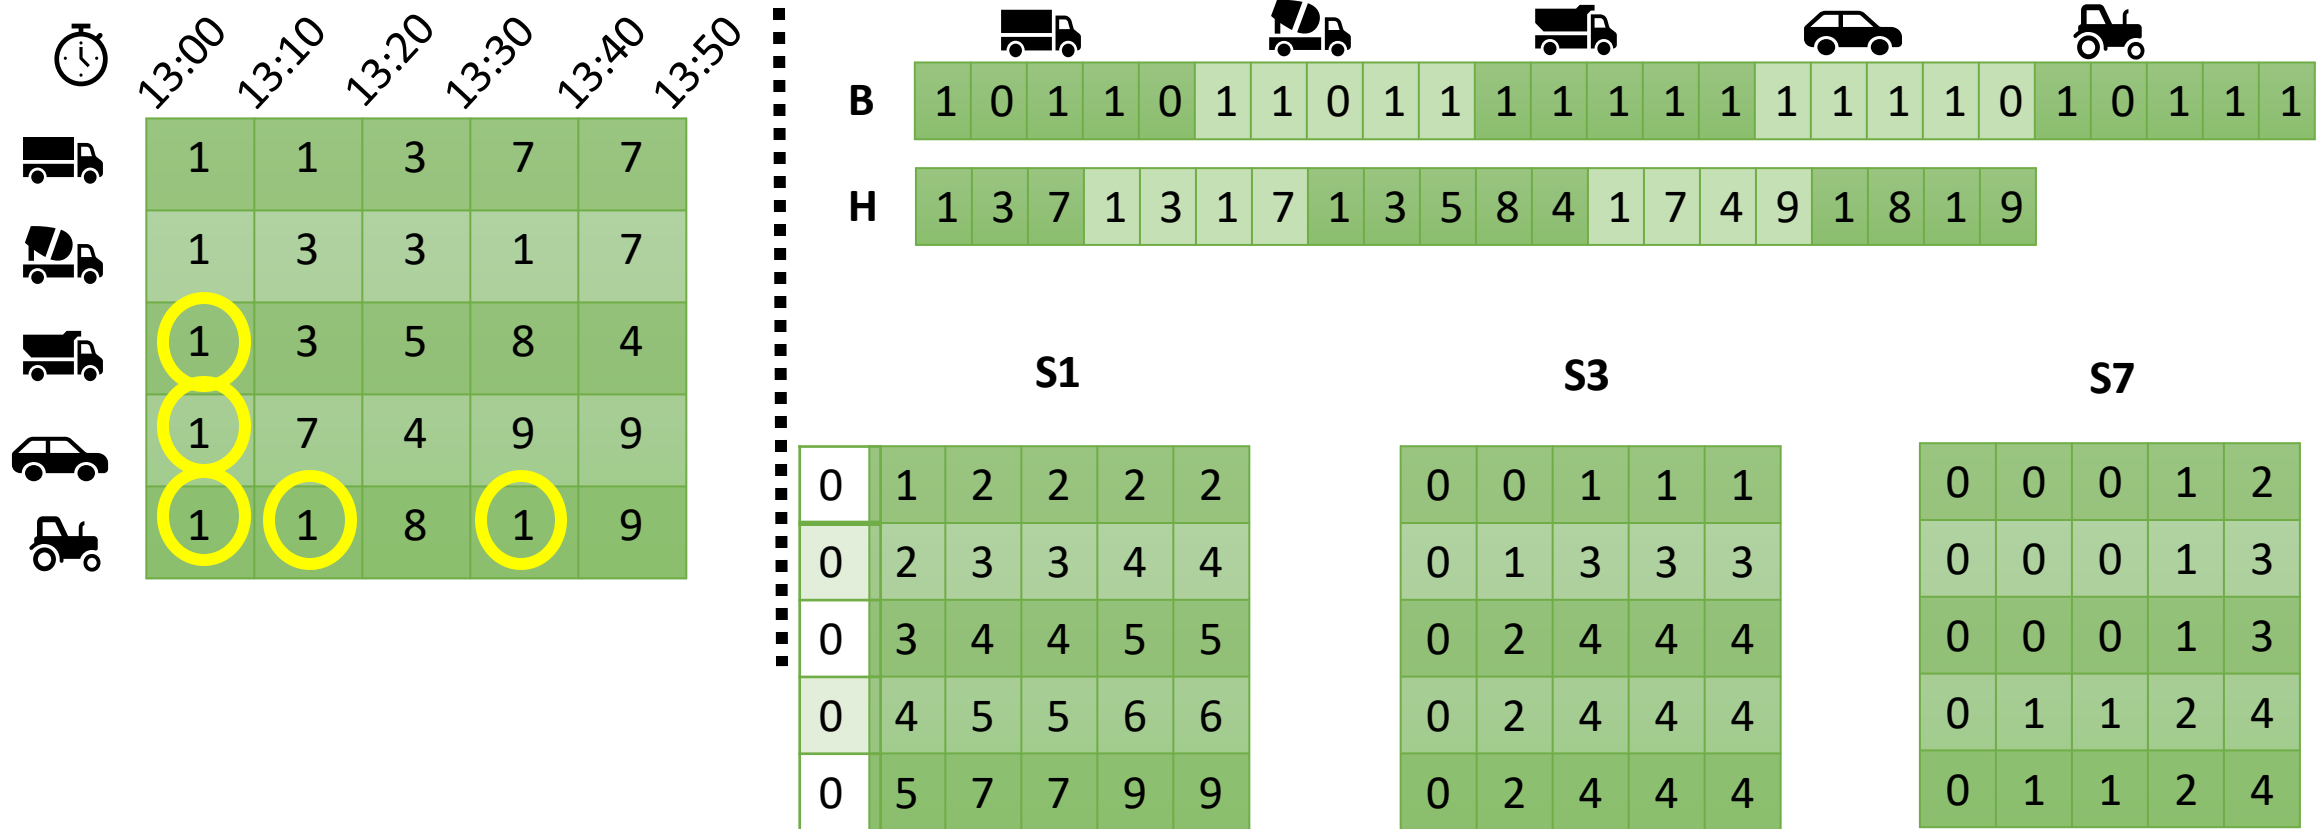 13:00 13:10 13:20 13:30 13:40 13:50
1 1 3 7 7
1 3 3 1 7
1 3 5 8 4
1 7 4 9 9
1 1 8 1 9
B 1 0 1 1 0 1 1 0 1 1 1 1 1 1 1 1 1 1 1 0 1 0 1 1 1
H 1 3 7 1 3 1 7 1 3 5 8 4 1 7 4 9 1 8 1 9
S1
0 1 2 2 2 2
0 2 3 3 4 4
0 3 4 4 5 5
0 4 5 5 6 6
0 5 7 7 9 9
S3
0 0 1 1 1
0 1 3 3 3
0 2 4 4 4
0 2 4 4 4
0 2 4 4 4
S7
0 0 0 1 2
0 0 0 1 3
0 0 0 1 3
0 1 1 2 4
0 1 1 2 4